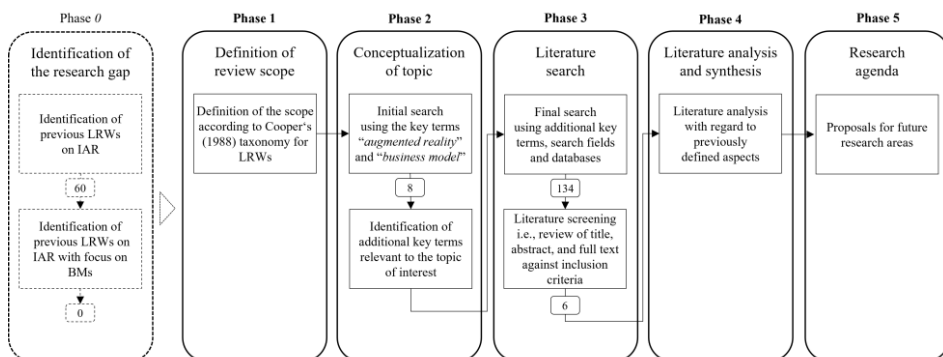 Phase 0
Identification of
the research gap
Identification of
previous LRWs
on IAR
60
Identification of
previous LRWs on
IAR with focus on
BMs
0
Phase 1
Definition of
review scope
Definition of the scope
according to Cooper‘s
(1988) taxonomy for
LRWs
Phase 2
Conceptualization
of topic
Initial search
using the key terms
“augmented reality”
and “business model”
8
Identification of
additional key terms
relevant to the topic
of interest
Phase 3
Literature
search
Final search
using additional key
terms, search fields
and databases
134
Literature screening
i.e., review of title,
abstract, and full text
against inclusion
criteria
6
Phase 4
Literature analysis
and synthesis
Literature analysis
with regard to
previously
defined aspects
Phase 5
Research
agenda
Proposals for future
research areas